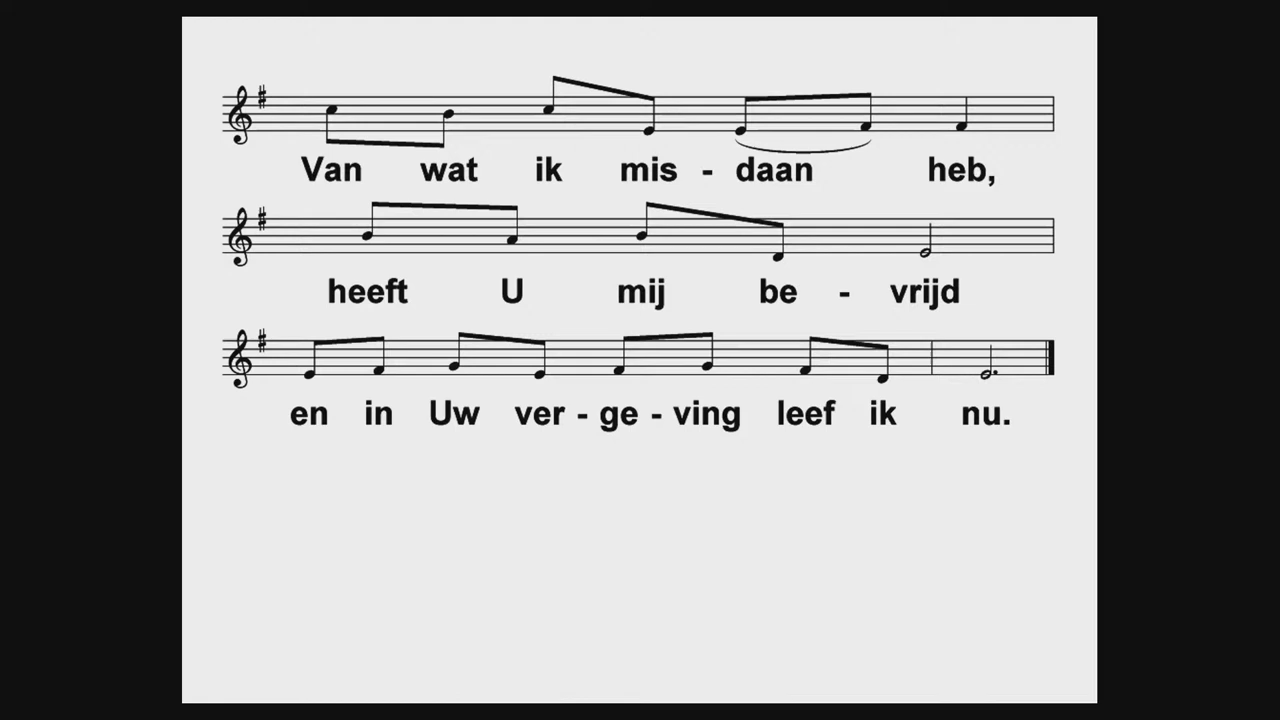 Van wat ik mis - daan heb,
heeft U mij be - vrijd
en in Uw ver - ge - ving leef ik nu.